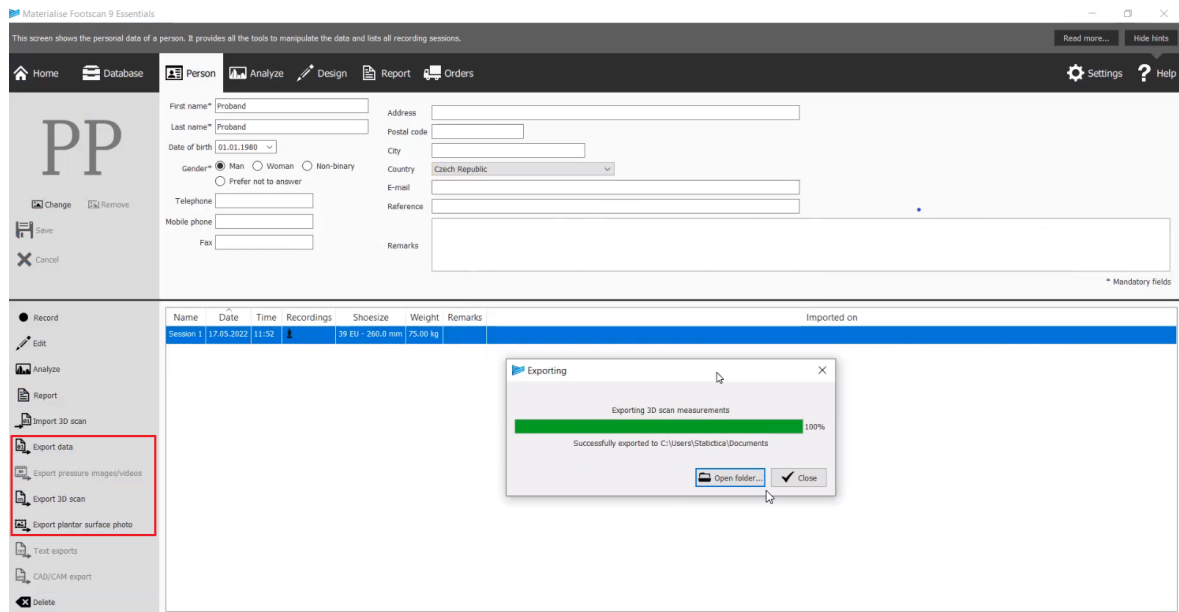 Materialise Footscan 9 Essentials
This screen shows the personal data of a person. It provides all the tools to manipulate the data and lists all recording sessions.
Read more...
Hide hints
Home
Database
Person
Analyze
Design
Report
Orders
Settings
Help
PP
Change
Remove
Save
Cancel
First name* Proband
Last name* Proband
Date of birth 01.01.1980
Gender* Man Woman Non-binary
Prefer not to answer
Telephone
Mobile phone
Fax
Address
Postal code
City
Country Czech Republic
E-mail
Reference
Remarks
* Mandatory fields
Record
Edit
Analyze
Report
Import 3D scan
Export data
Export pressure images/videos
Export 3D scan
Export plantar surface photo
Text exports
CAD/CAM export
Delete
Name Date Time Recordings Shoesize Weight Remarks Imported on
Session 1 17.05.2022 11:52 39 EU - 260.0 mm 75.00 kg
Exporting
Exporting 3D scan measurements
100%
Successfully exported to C:\Users\Statictica\Documents
Open folder...
Close